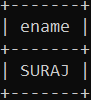 +-------+
| ename |
+-------+
| SURAJ |
+-------+